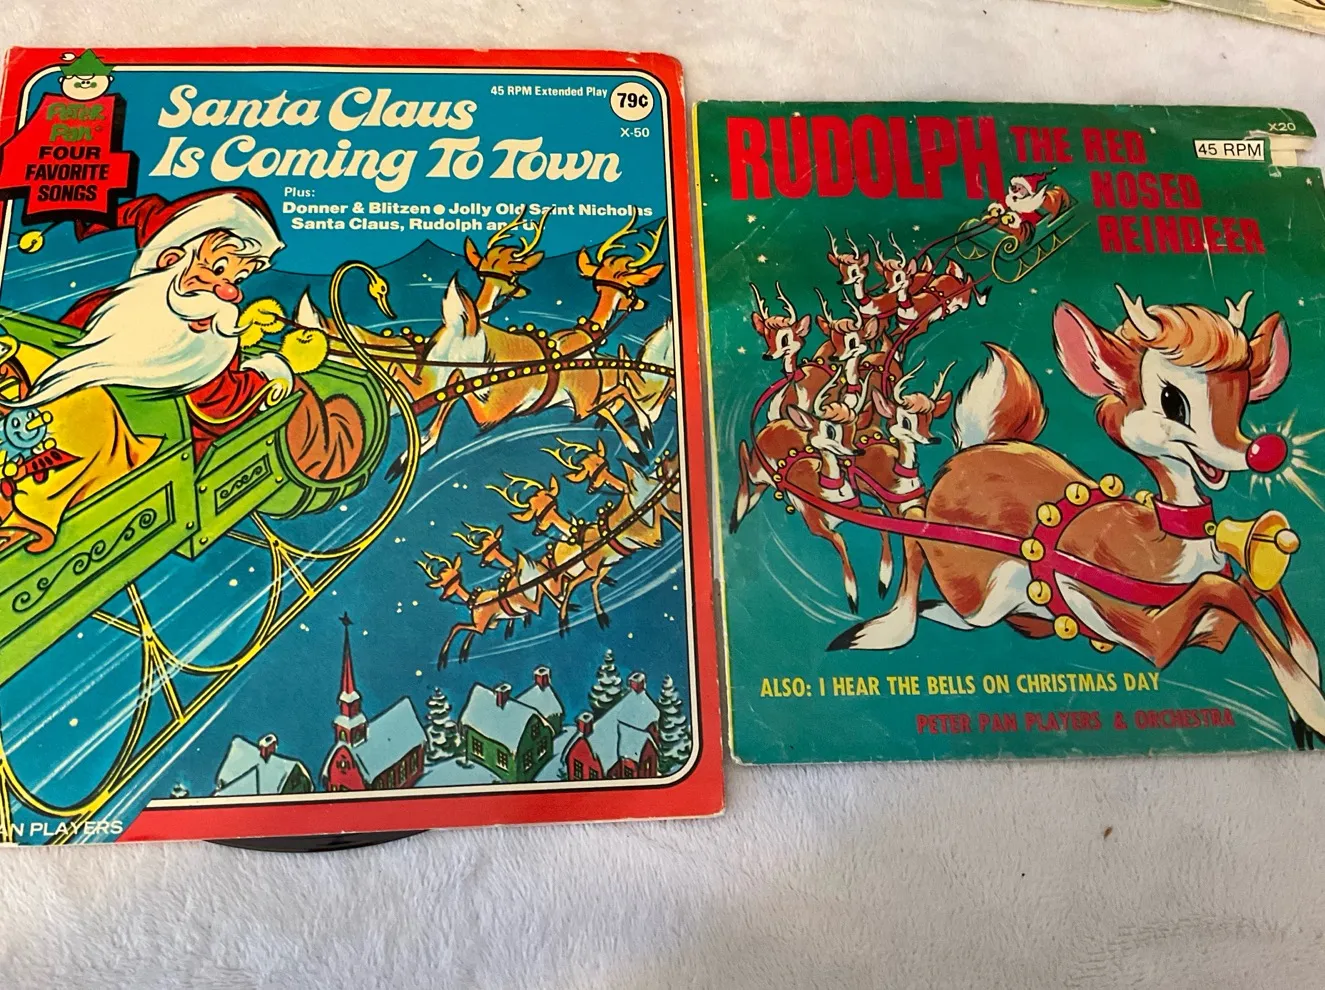 Peter
Pan®
FOUR
FAVORITE
SONGS
Santa Claus
Is Coming To Town
45 RPM Extended Play
79¢
X-50
Plus:
Donner & Blitzen ● Jolly Old Saint Nicholas
Santa Claus, Rudolph and U
AN PLAYERS
RUDOLPH THE RED
NOSED
REINDEER
X20
45 RPM
ALSO: I HEAR THE BELLS ON CHRISTMAS DAY
PETER PAN PLAYERS & ORCHESTRA